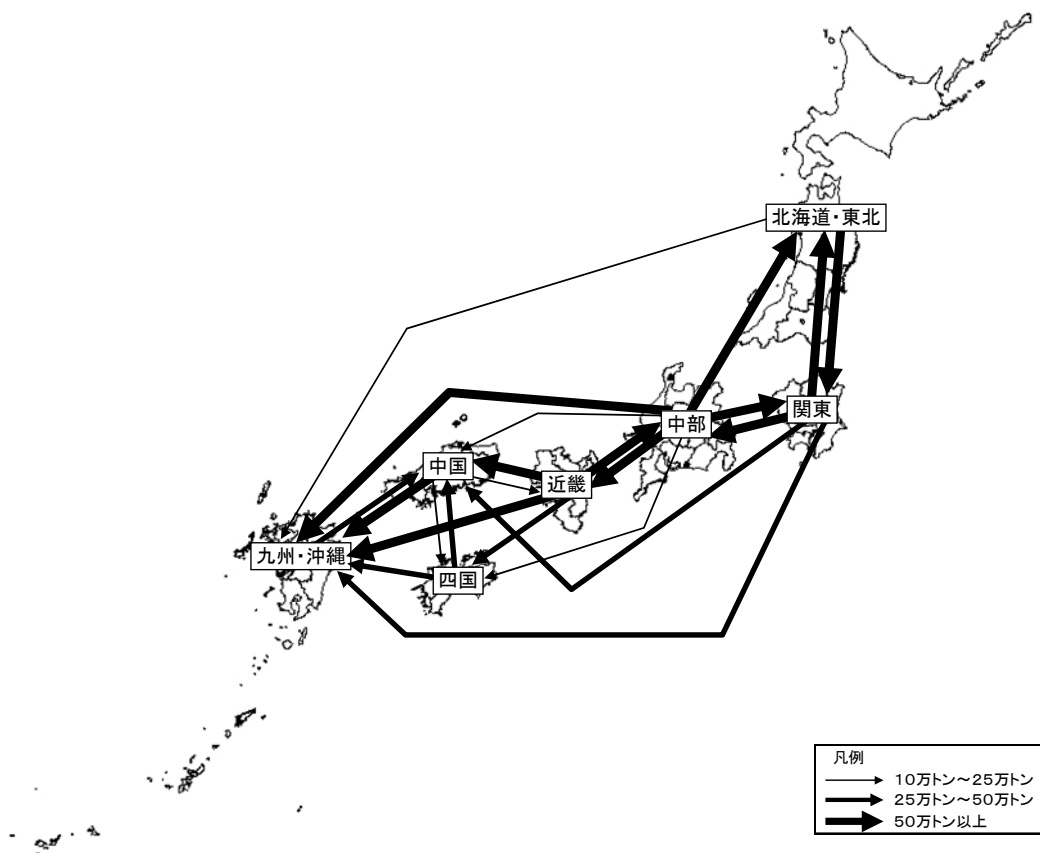 北海道・東北
関東
中部
中国
近畿
九州・沖縄
四国
凡例
10万トン～25万トン
25万トン～50万トン
50万トン以上